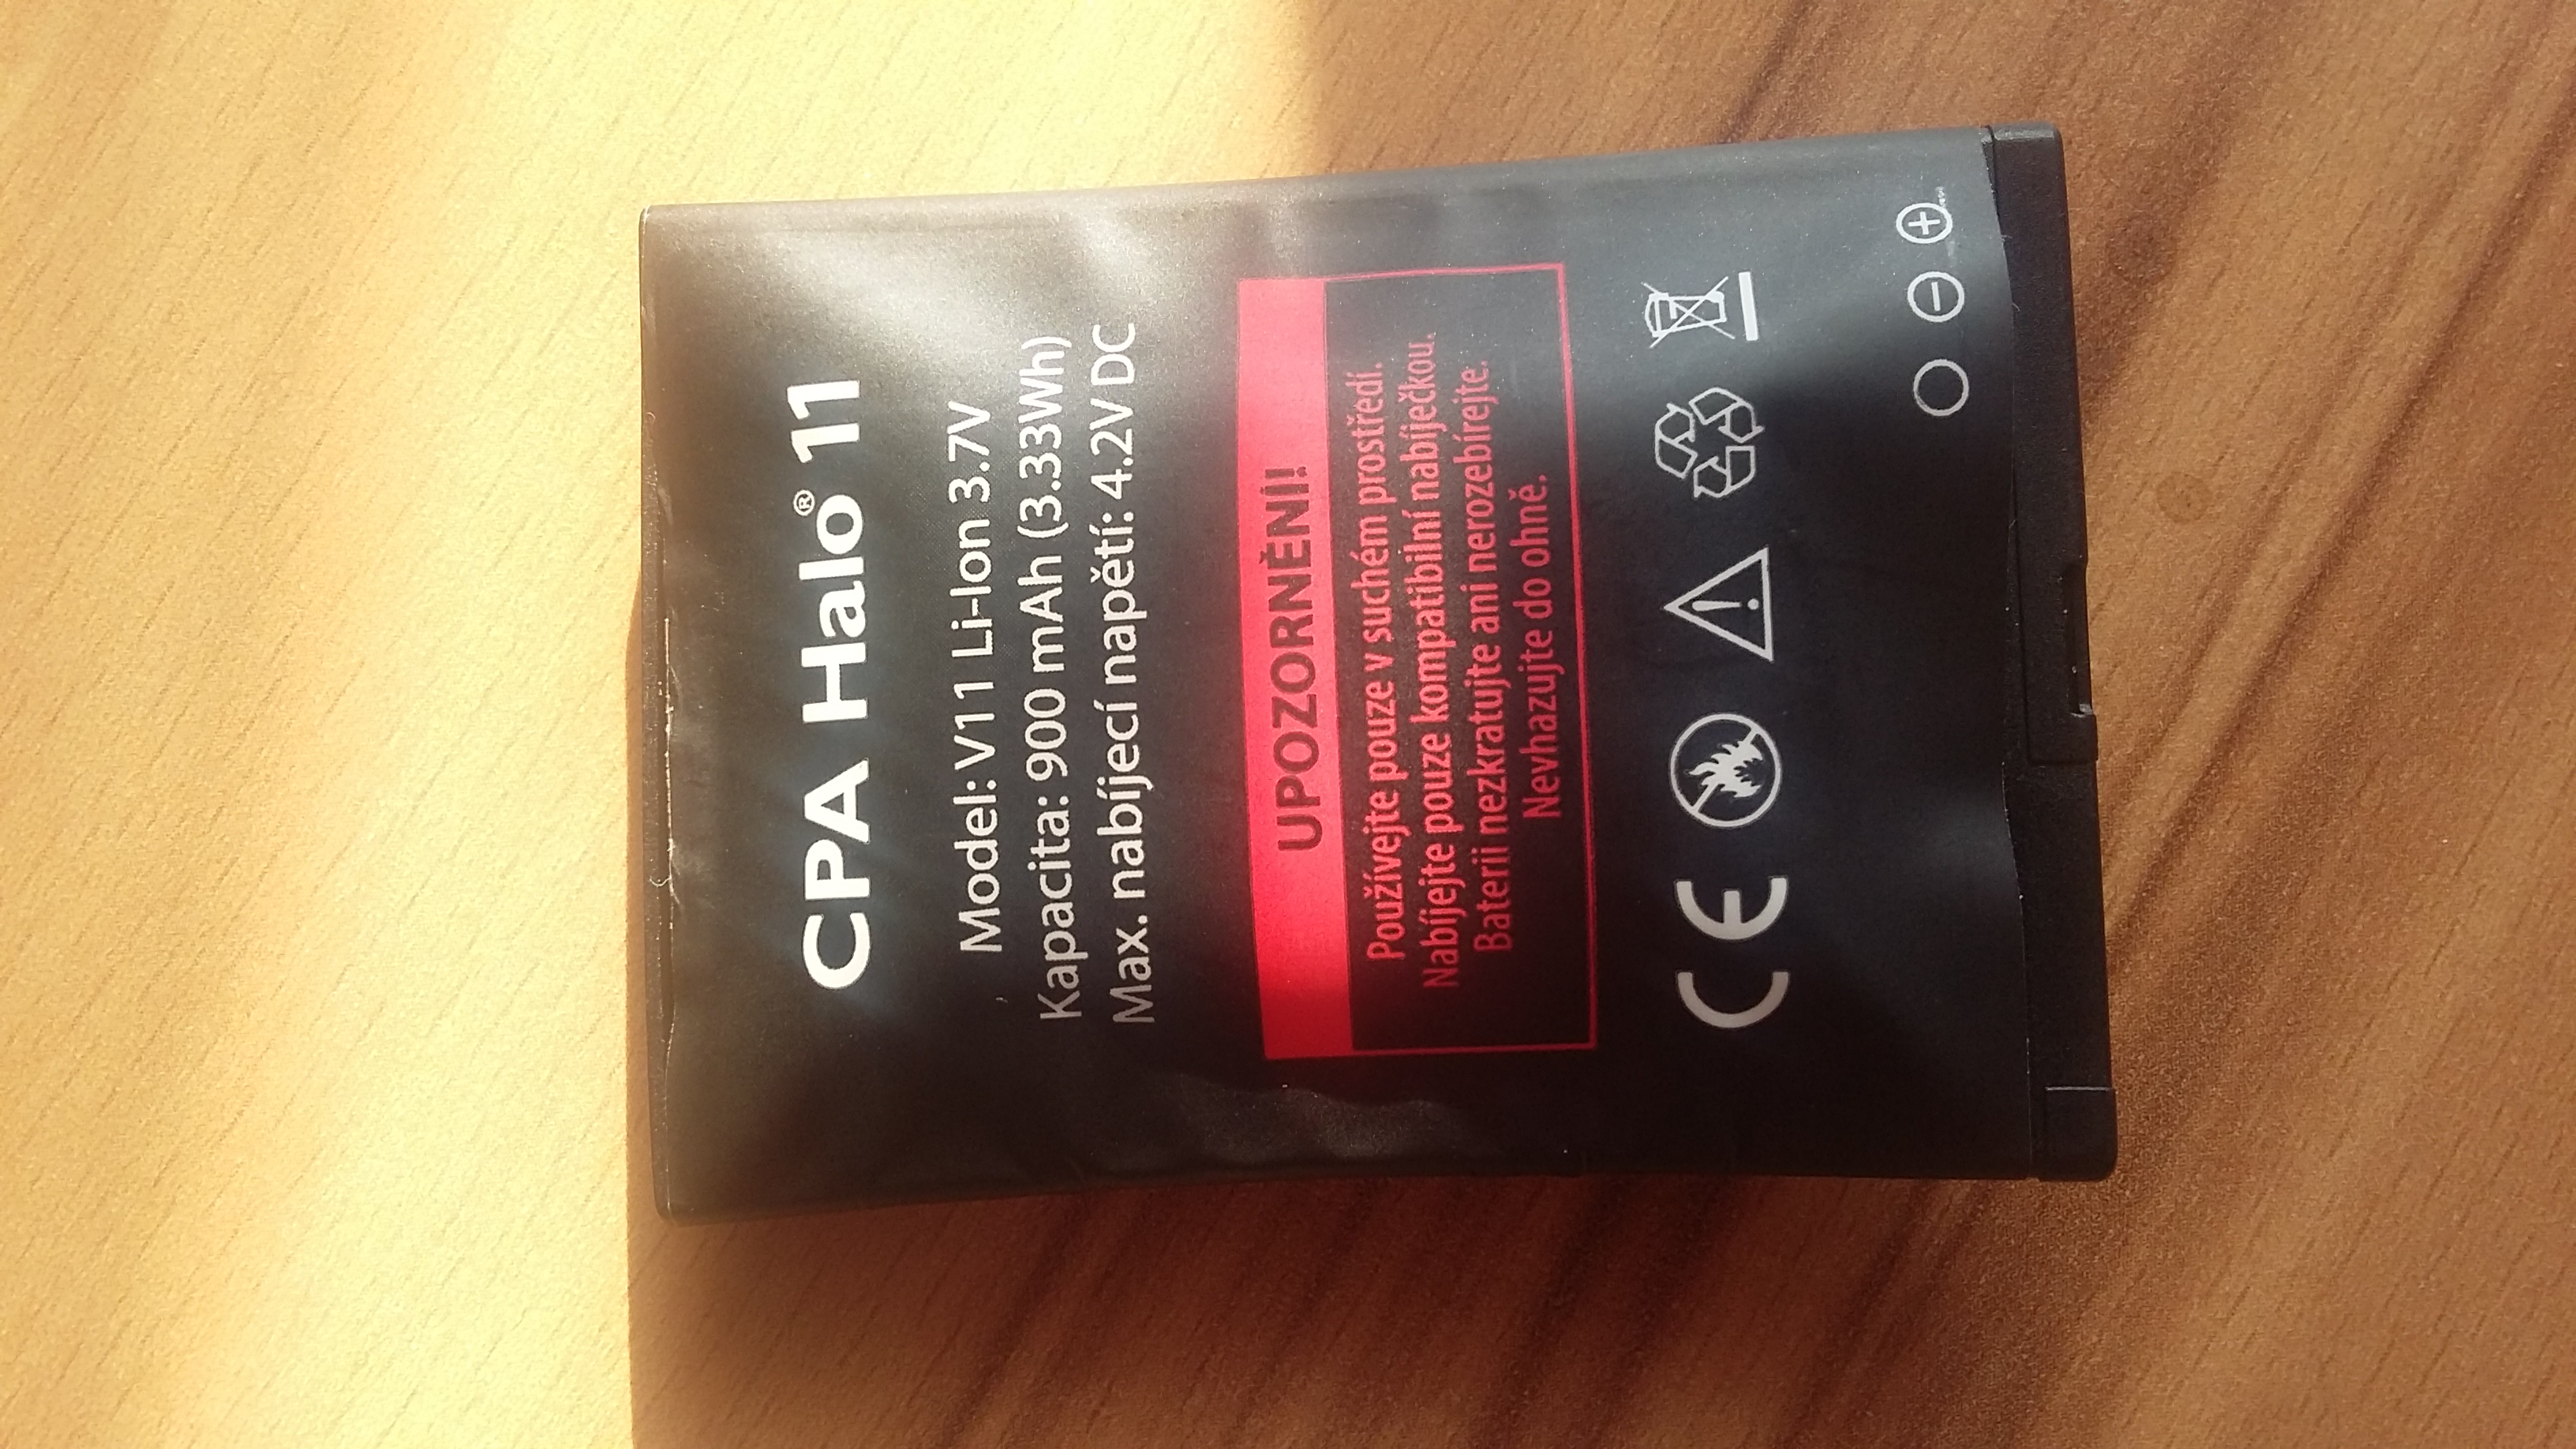 CPA Halo® 11
Model: V11 Li-Ion 3.7V
Kapacita: 900 mAh (3.33Wh)
Max. nabíjecí napětí: 4.2V DC
UPOZORNĚNÍ!
Používejte pouze v suchém prostředí.
Nabíjejte pouze kompatibilní nabíječkou.
Baterii nezkratujte ani nerozebírejte.
Nevhazujte do ohně.
CE